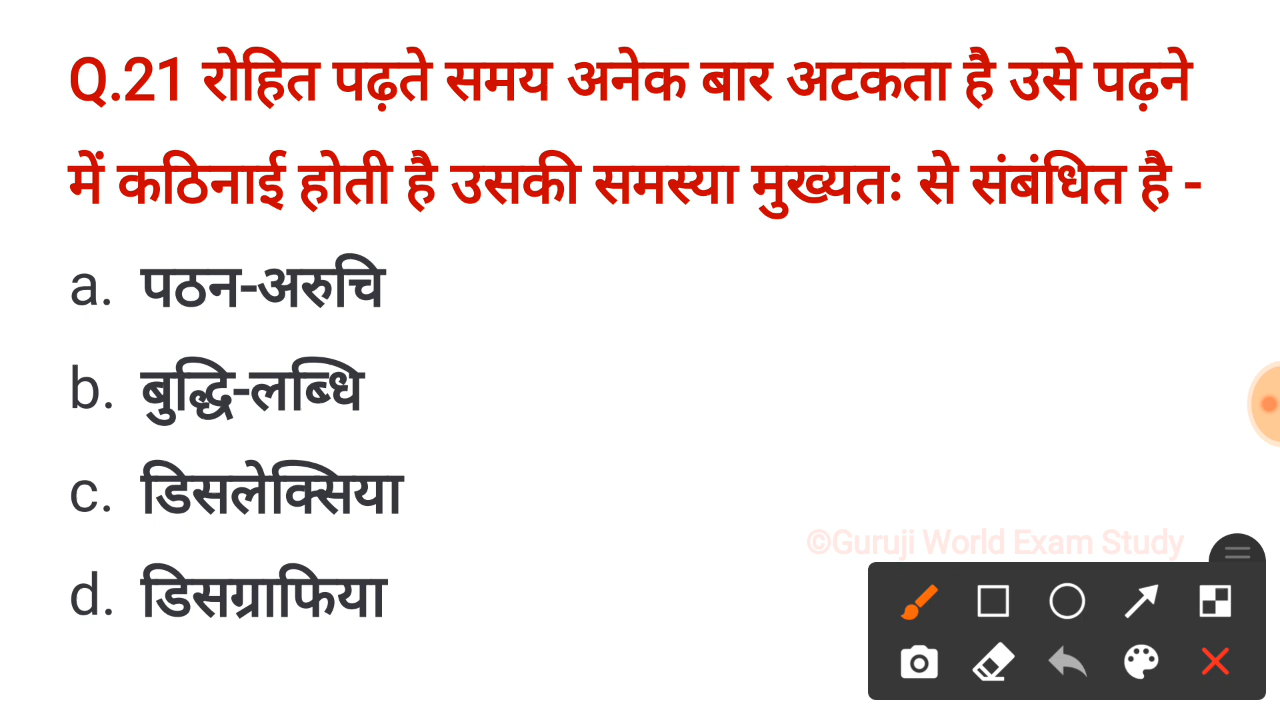 Q.21 रोहित पढ़ते समय अनेक बार अटकता है उसे पढ़ने
में कठिनाई होती है उसकी समस्या मुख्यतः से संबंधित है -
a. पठन-अरुचि
b. बुद्धि-लब्धि
c. डिसलेक्सिया
d. डिसग्राफिया
©Guruji World Exam Study